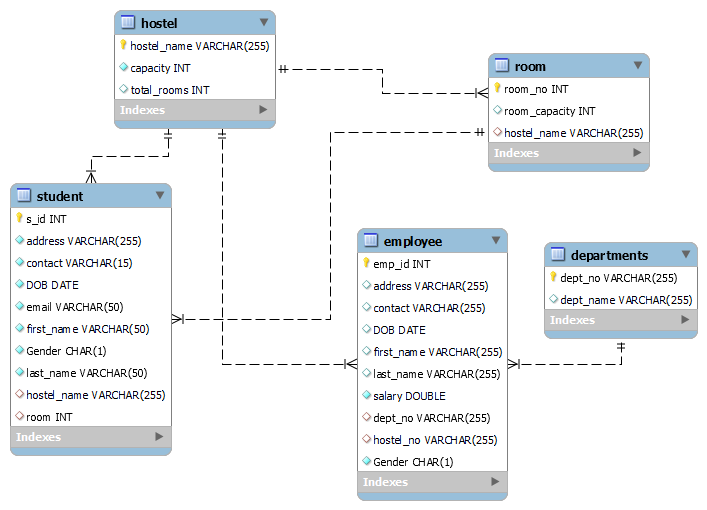 hostel
hostel_name VARCHAR(255)
capacity INT
total_rooms INT
Indexes
room
room_no INT
room_capacity INT
hostel_name VARCHAR(255)
Indexes
student
s_id INT
address VARCHAR(255)
contact VARCHAR(15)
DOB DATE
email VARCHAR(50)
first_name VARCHAR(50)
Gender CHAR(1)
last_name VARCHAR(50)
hostel_name VARCHAR(255)
room INT
Indexes
employee
emp_id INT
address VARCHAR(255)
contact VARCHAR(255)
DOB DATE
first_name VARCHAR(255)
last_name VARCHAR(255)
salary DOUBLE
dept_no VARCHAR(255)
hostel_no VARCHAR(255)
Gender CHAR(1)
Indexes
departments
dept_no VARCHAR(255)
dept_name VARCHAR(255)
Indexes